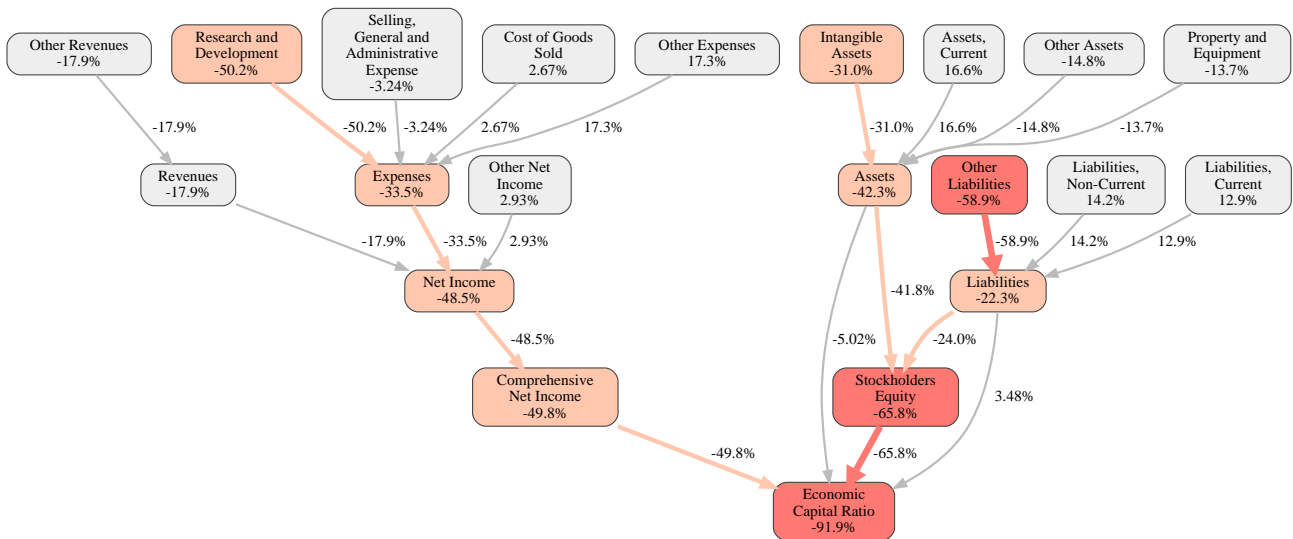 Other Revenues
-17.9%
Research and
Development
-50.2%
Selling,
General and
Administrative
Expense
-3.24%
Cost of Goods
Sold
2.67%
Other Expenses
17.3%
Intangible
Assets
-31.0%
Assets,
Current
16.6%
Other Assets
-14.8%
Property and
Equipment
-13.7%
-17.9%
-50.2%
-3.24%
2.67%
17.3%
-31.0%
16.6%
-14.8%
-13.7%
Revenues
-17.9%
Expenses
-33.5%
Other Net
Income
2.93%
Assets
-42.3%
Other
Liabilities
-58.9%
Liabilities,
Non-Current
14.2%
Liabilities,
Current
12.9%
-17.9%
-33.5%
2.93%
-58.9%
14.2%
12.9%
Net Income
-48.5%
-41.8%
Liabilities
-22.3%
-48.5%
-5.02%
-24.0%
Comprehensive
Net Income
-49.8%
Stockholders
Equity
-65.8%
3.48%
-49.8%
-65.8%
Economic
Capital Ratio
-91.9%